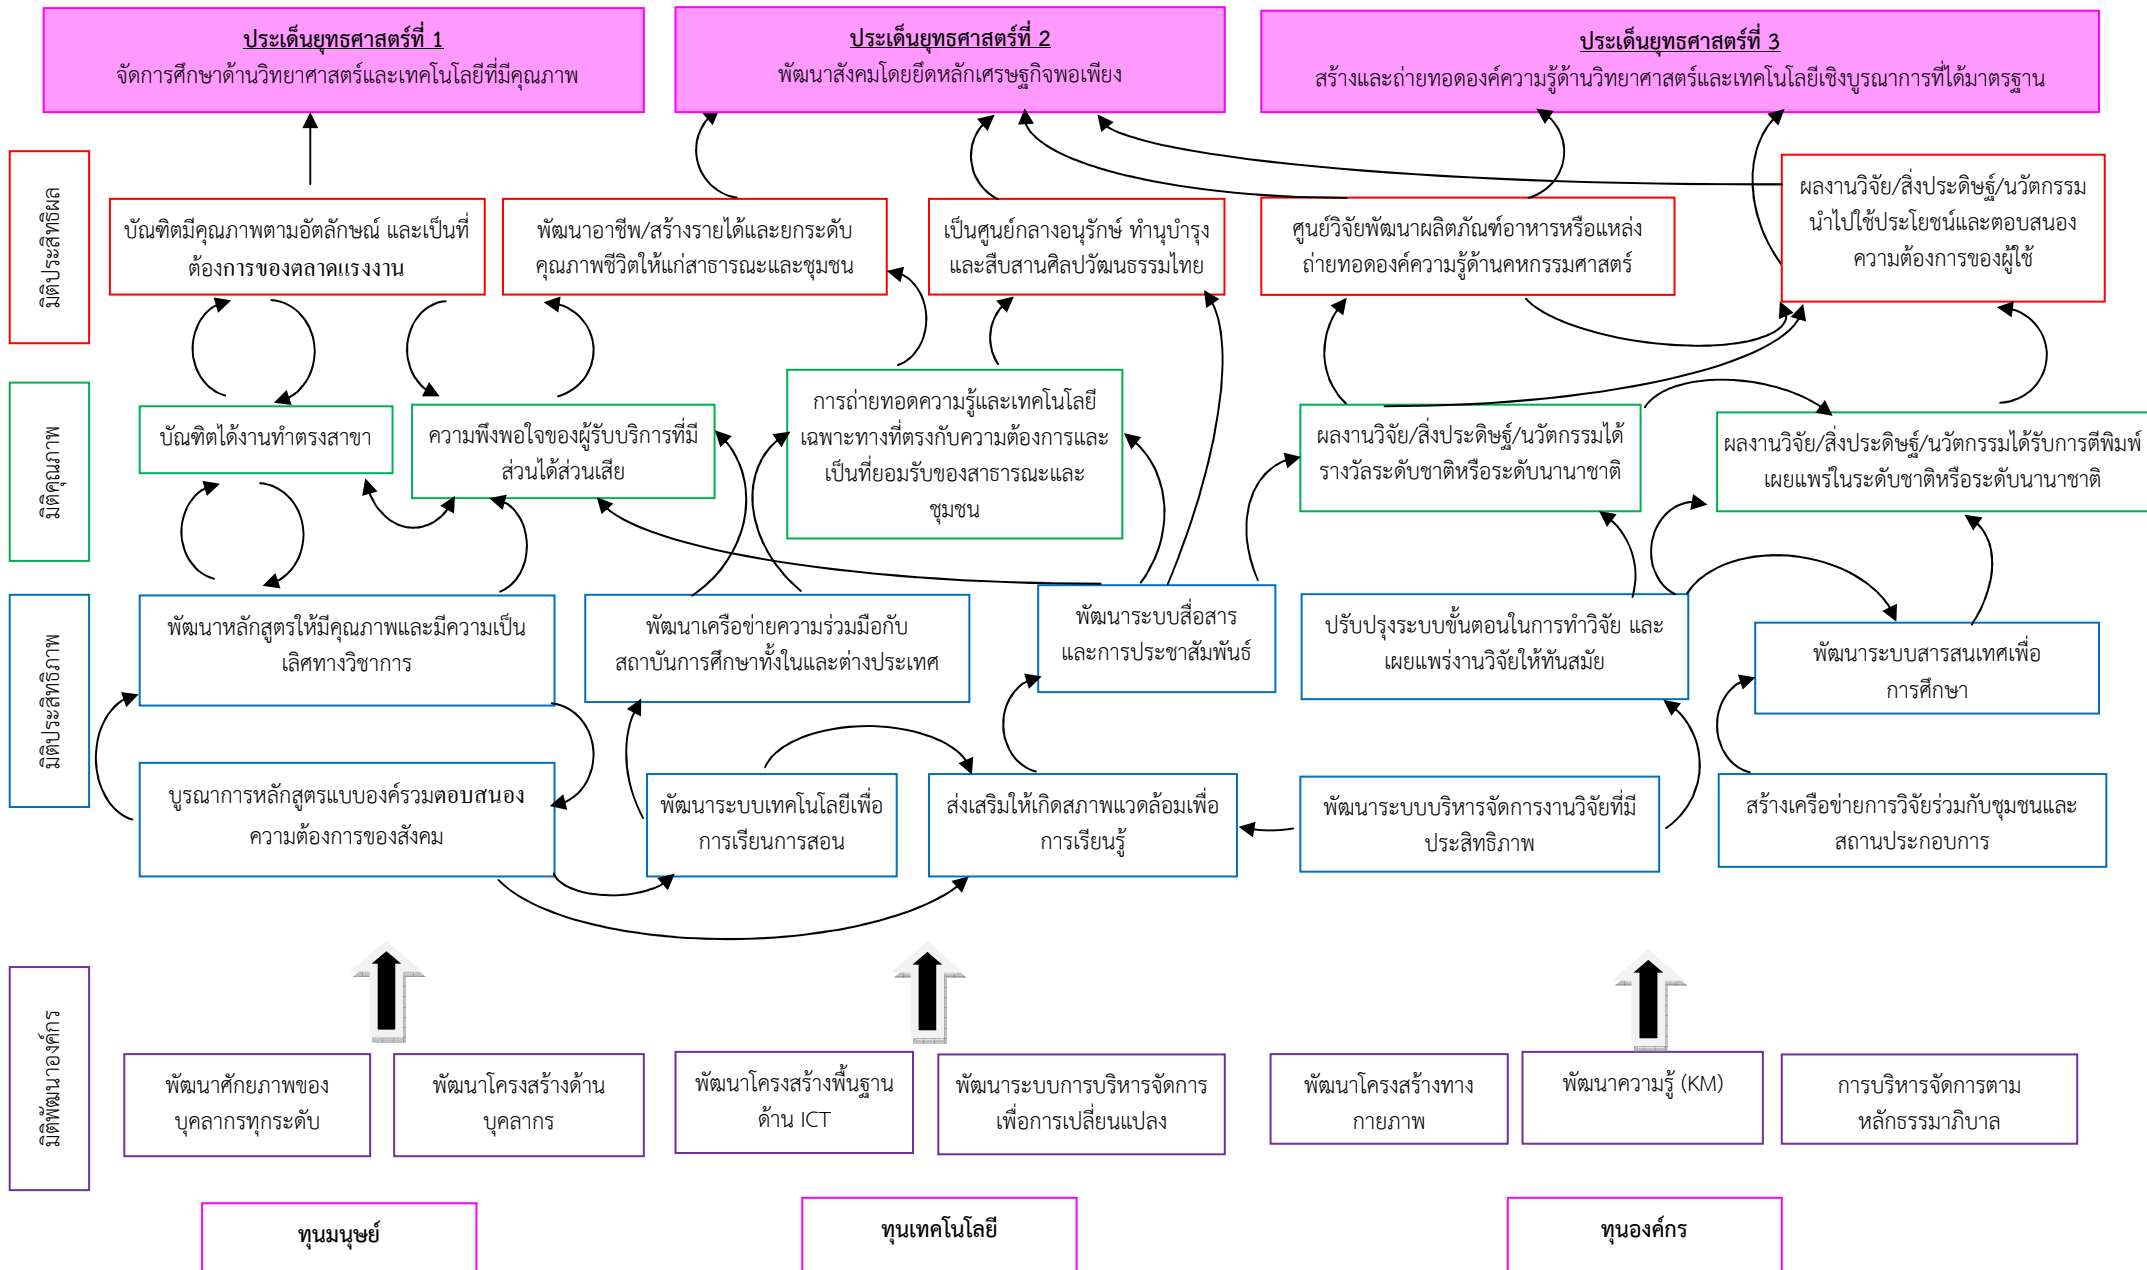 ประเด็นยุทธศาสตร์ที่ 1
จัดการศึกษาด้านวิทยาศาสตร์และเทคโนโลยีที่มีคุณภาพ
ประเด็นยุทธศาสตร์ที่ 2
พัฒนาสังคมโดยยึดหลักเศรษฐกิจพอเพียง
ประเด็นยุทธศาสตร์ที่ 3
สร้างและถ่ายทอดองค์ความรู้ด้านวิทยาศาสตร์และเทคโนโลยีเชิงบูรณาการที่ได้มาตรฐาน
มิติประสิทธิผล
บัณฑิตมีคุณภาพตามอัตลักษณ์ และเป็นที่
ต้องการของตลาดแรงงาน
พัฒนาอาชีพ/สร้างรายได้และยกระดับ
คุณภาพชีวิตให้แก่สาธารณะและชุมชน
เป็นศูนย์กลางอนุรักษ์ ทำนุบำรุง
และสืบสานศิลปวัฒนธรรมไทย
ศูนย์วิจัยพัฒนาผลิตภัณฑ์อาหารหรือแหล่ง
ถ่ายทอดองค์ความรู้ด้านคหกรรมศาสตร์
ผลงานวิจัย/สิ่งประดิษฐ์/นวัตกรรม
นำไปใช้ประโยชน์และตอบสนอง
ความต้องการของผู้ใช้
มิติคุณภาพ
บัณฑิตได้งานทำตรงสาขา
ความพึงพอใจของผู้รับบริการที่มี
ส่วนได้ส่วนเสีย
การถ่ายทอดความรู้และเทคโนโลยี
เฉพาะทางที่ตรงกับความต้องการและ
เป็นที่ยอมรับของสาธารณะและ
ชุมชน
ผลงานวิจัย/สิ่งประดิษฐ์/นวัตกรรมได้
รางวัลระดับชาติหรือระดับนานาชาติ
ผลงานวิจัย/สิ่งประดิษฐ์/นวัตกรรมได้รับการตีพิมพ์
เผยแพร่ในระดับชาติหรือระดับนานาชาติ
มิติประสิทธิภาพ
พัฒนาหลักสูตรให้มีคุณภาพและมีความเป็น
เลิศทางวิชาการ
พัฒนาเครือข่ายความร่วมมือกับ
สถาบันการศึกษาทั้งในและต่างประเทศ
พัฒนาระบบสื่อสาร
และการประชาสัมพันธ์
ปรับปรุงระบบขั้นตอนในการทำวิจัย และ
เผยแพร่งานวิจัยให้ทันสมัย
พัฒนาระบบสารสนเทศเพื่อ
การศึกษา
บูรณาการหลักสูตรแบบองค์รวมตอบสนอง
ความต้องการของสังคม
พัฒนาระบบเทคโนโลยีเพื่อ
การเรียนการสอน
ส่งเสริมให้เกิดสภาพแวดล้อมเพื่อ
การเรียนรู้
พัฒนาระบบบริหารจัดการงานวิจัยที่มี
ประสิทธิภาพ
สร้างเครือข่ายการวิจัยร่วมกับชุมชนและ
สถานประกอบการ
มิติพัฒนาองค์กร
พัฒนาศักยภาพของ
บุคลากรทุกระดับ
พัฒนาโครงสร้างด้าน
บุคลากร
พัฒนาโครงสร้างพื้นฐาน
ด้าน ICT
พัฒนาระบบการบริหารจัดการ
เพื่อการเปลี่ยนแปลง
พัฒนาโครงสร้างทาง
กายภาพ
พัฒนาความรู้ (KM)
การบริหารจัดการตาม
หลักธรรมาภิบาล
ทุนมนุษย์
ทุนเทคโนโลยี
ทุนองค์กร